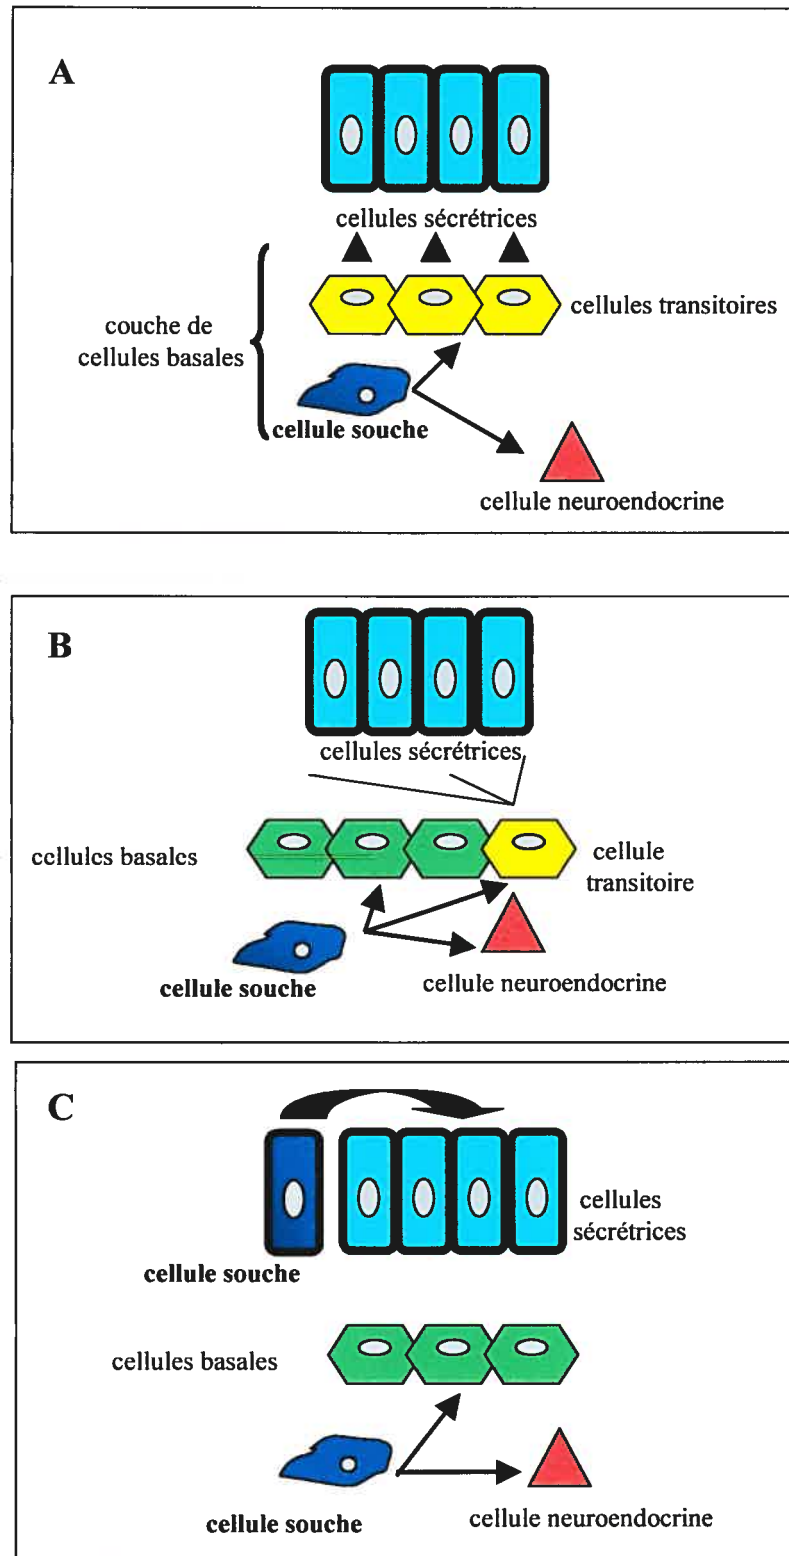 A
cellules sécrétrices
cellules transitoires
couche de
cellules basales
cellule souche
cellule neuroendocrine
B
cellules sécrétrices
cellules basales
cellule
transitoire
cellule souche
cellule neuroendocrine
C
cellules
sécrétrices
cellule souche
cellules basales
cellule souche
cellule neuroendocrine